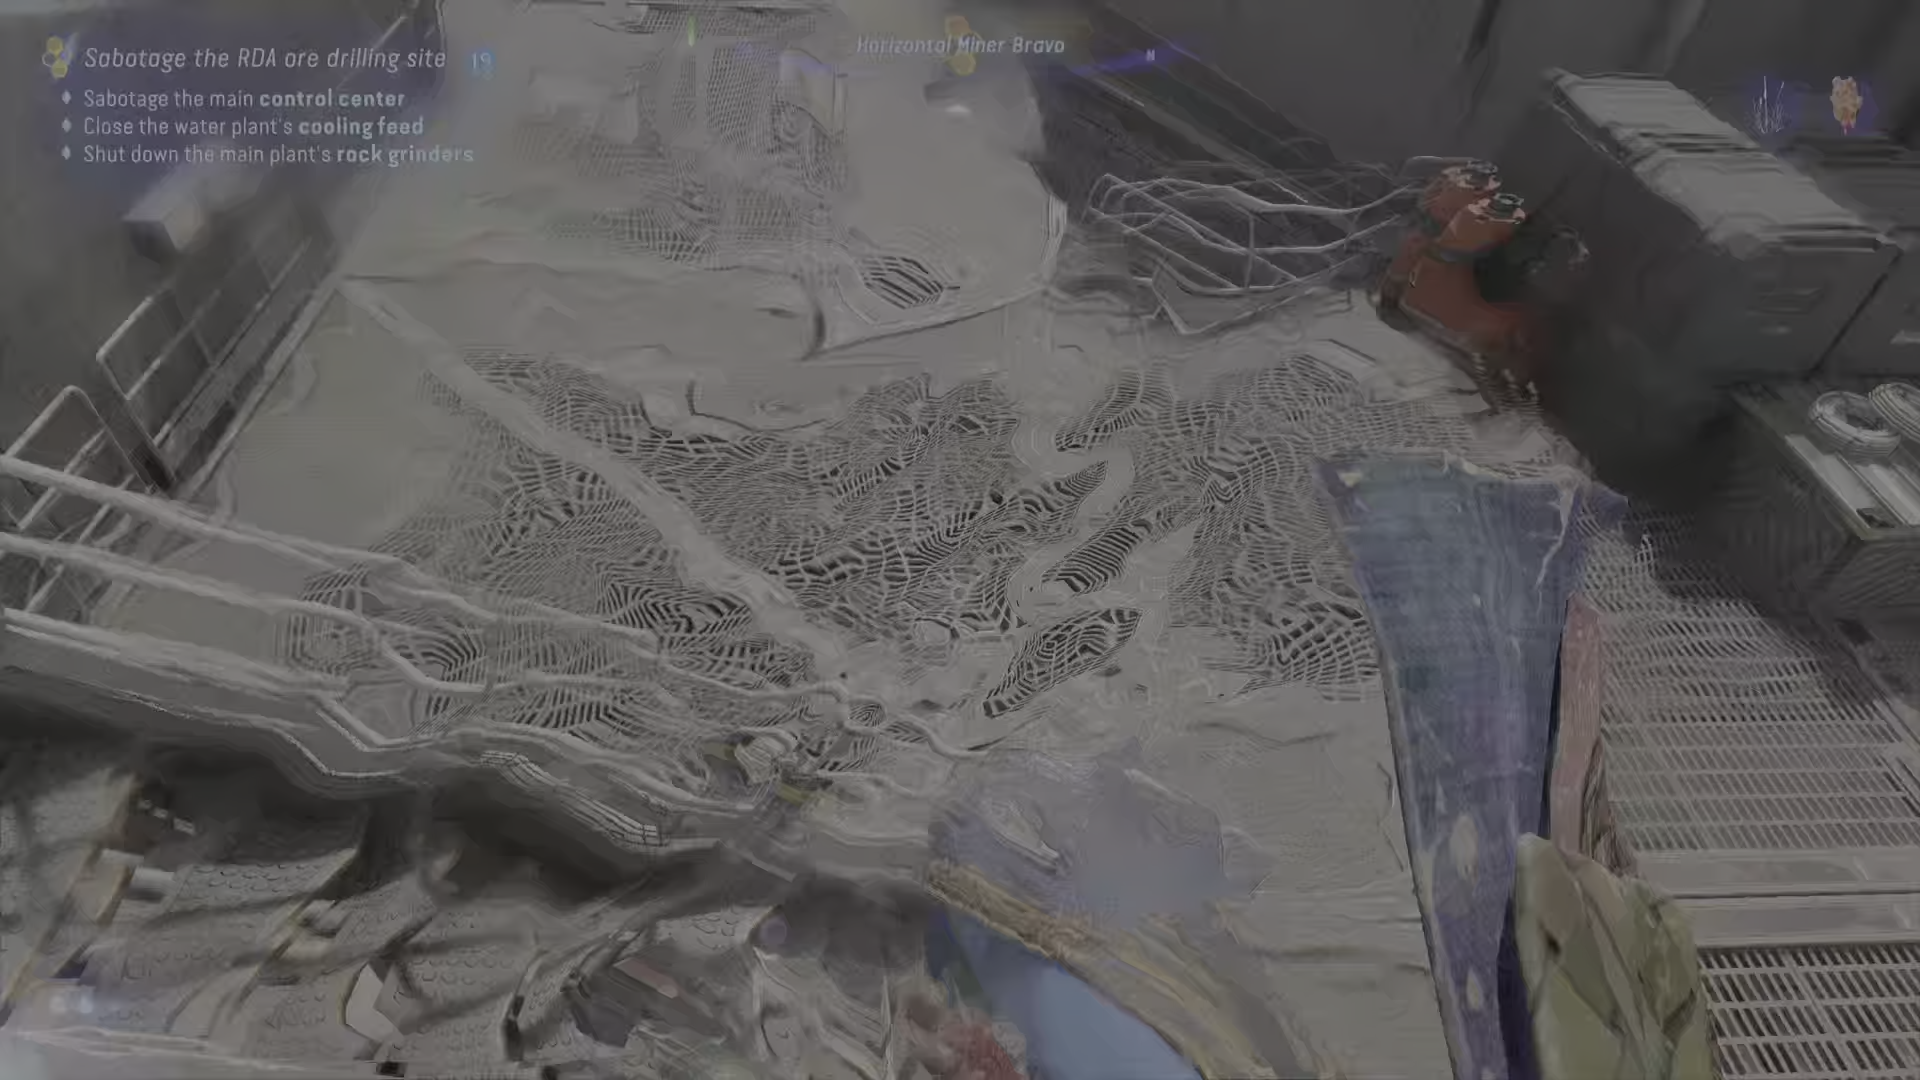 Sabotage the RDA ore drilling site 19
Sabotage the main control center
Close the water plant's cooling feed
Shut down the main plant's rock grinders
Horizontal Miner Bravo
N